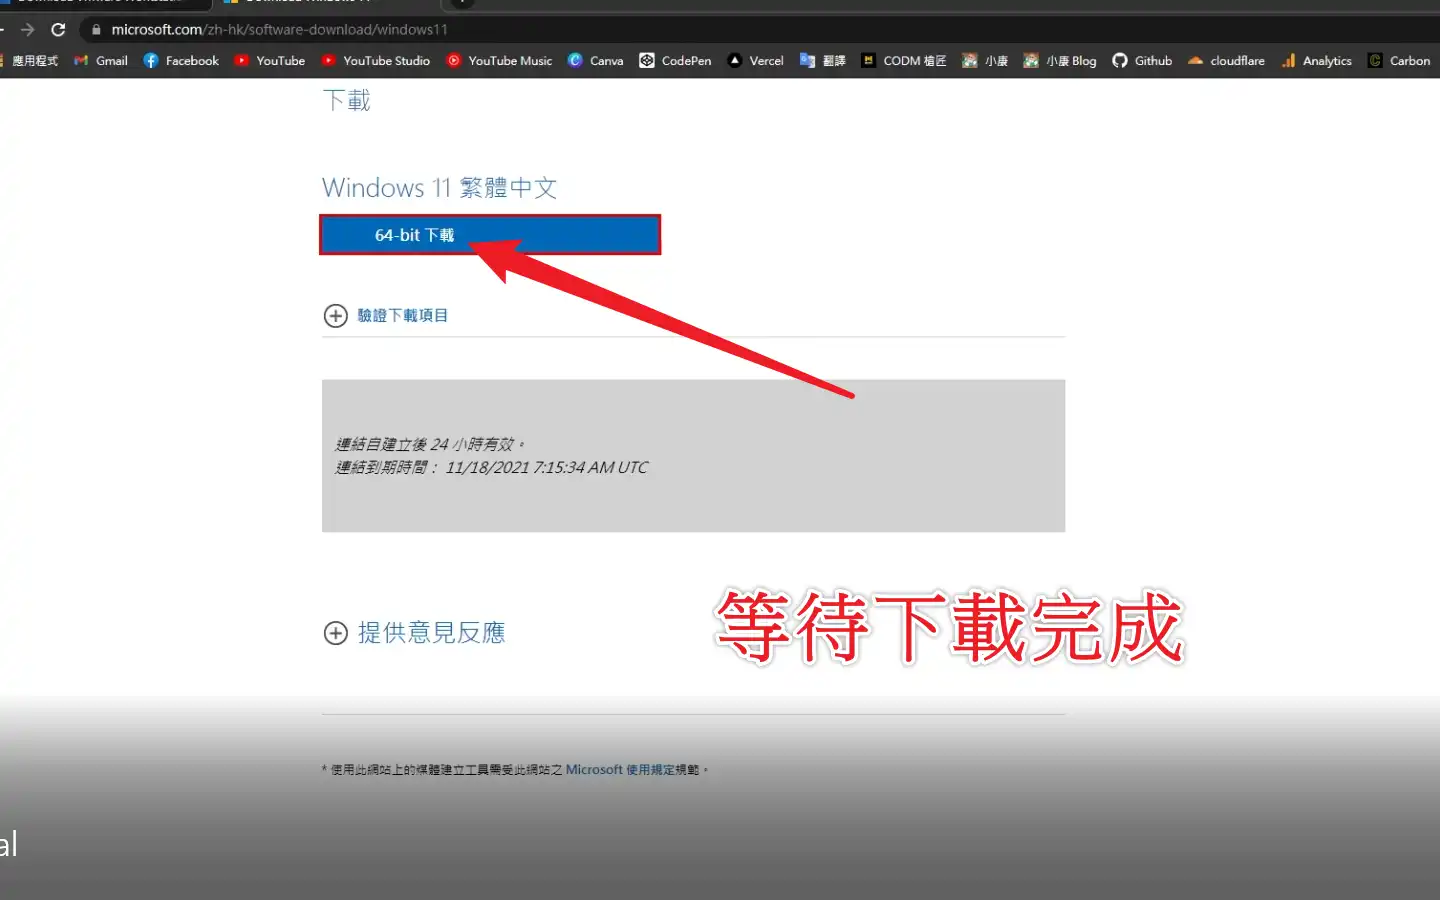 microsoft.com/zh-hk/software-download/windows11
應用程式 Gmail Facebook YouTube YouTube Studio YouTube Music Canva CodePen Vercel 翻譯 CODM 槍匠 小康 小康 Blog Github cloudflare Analytics Carbon
下載
Windows 11 繁體中文
64-bit 下載
驗證下載項目
連結自建立後 24 小時有效。
連結到期時間： 11/18/2021 7:15:34 AM UTC
等待下載完成
提供意見反應
* 使用此網站上的媒體建立工具需受此網站之 Microsoft 使用規定規範。
al